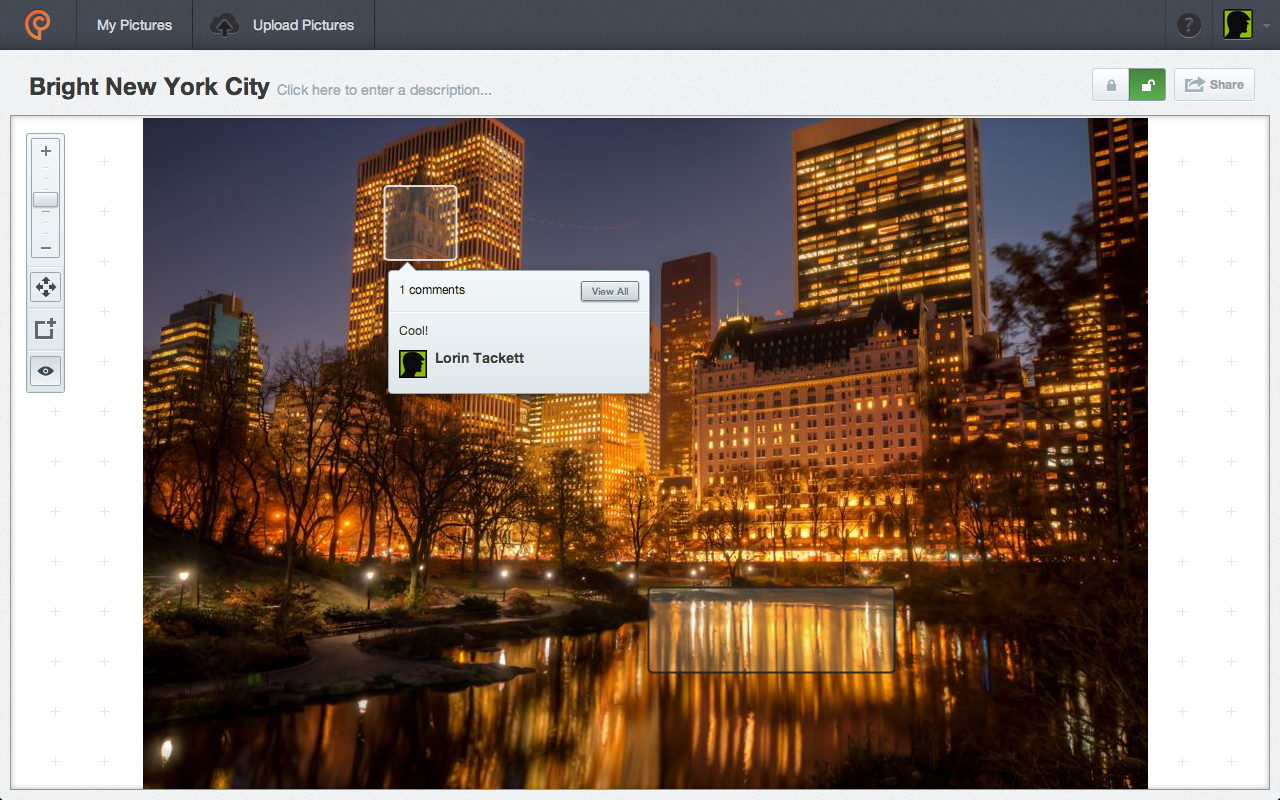 My Pictures
Upload Pictures
?
Bright New York City Click here to enter a description...
Share
1 comments
View All
Cool!
Lorin Tackett